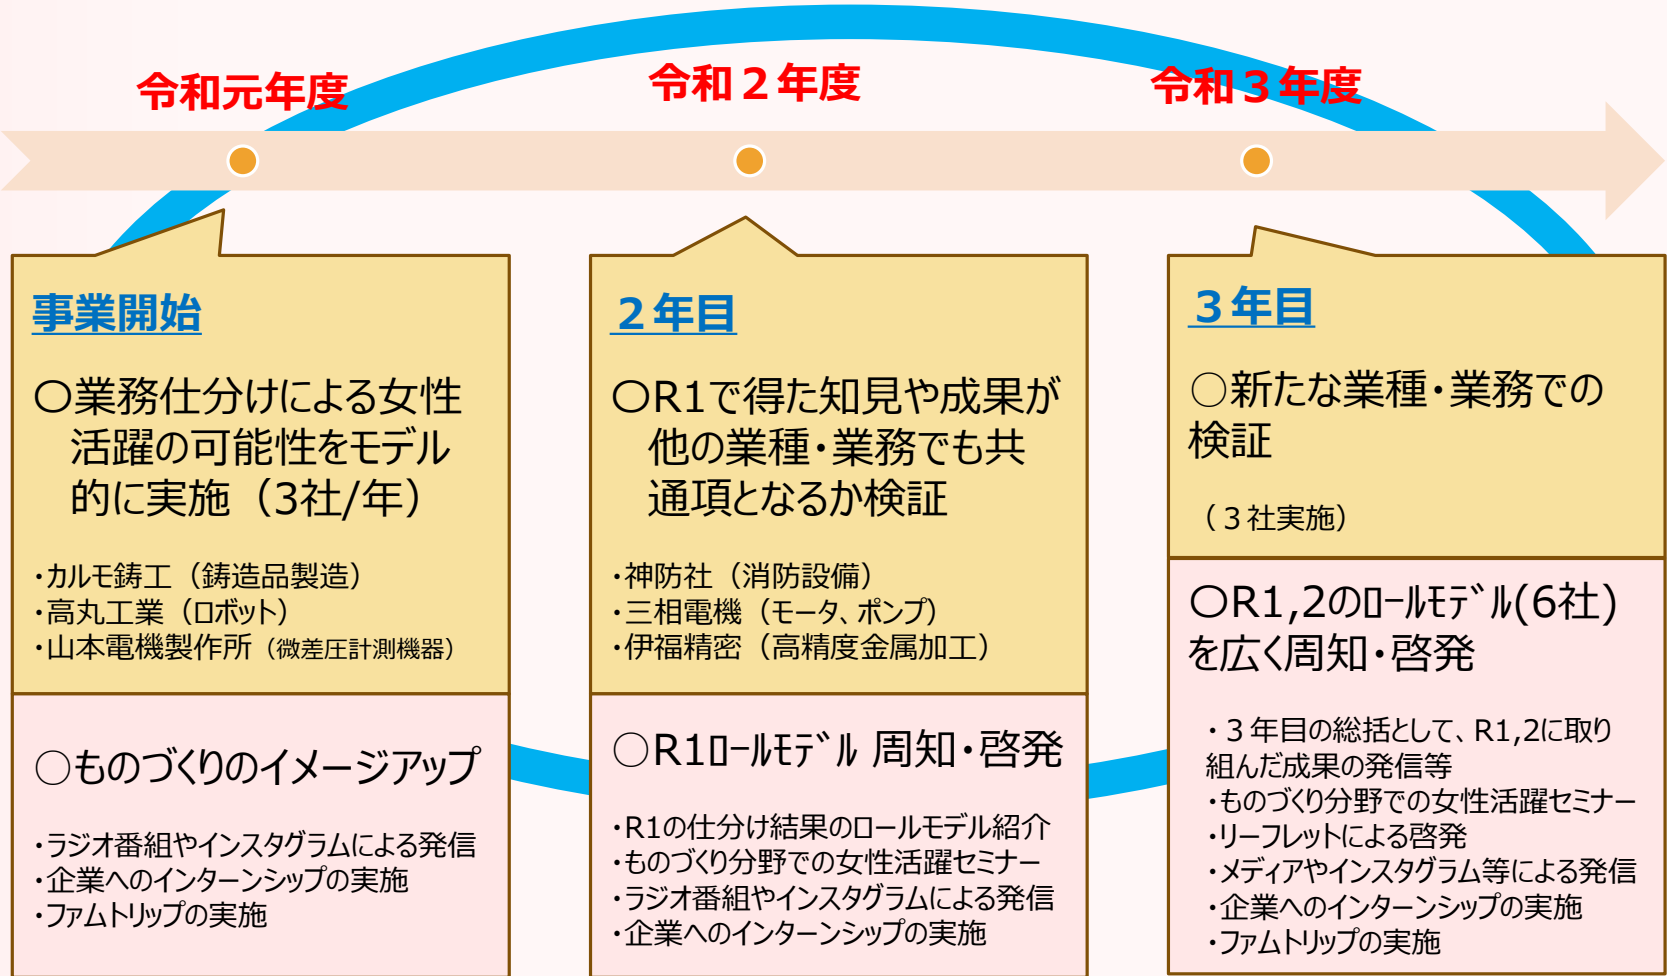 令和元年度
令和２年度
令和３年度
事業開始
〇業務仕分けによる女性
活躍の可能性をモデル
的に実施（3社/年）
・カルモ鋳工（鋳造品製造）
・高丸工業（ロボット）
・山本電機製作所（微差圧計測機器）
○ものづくりのイメージアップ
・ラジオ番組やインスタグラムによる発信
・企業へのインターンシップの実施
・ファムトリップの実施
２年目
〇R1で得た知見や成果が
他の業種・業務でも共
通項となるか検証
・神防社（消防設備）
・三相電機（モータ、ポンプ）
・伊福精密（高精度金属加工）
○R1ﾛｰﾙﾓﾃﾞﾙ 周知・啓発
・R1の仕分け結果のロールモデル紹介
・ものづくり分野での女性活躍セミナー
・ラジオ番組やインスタグラムによる発信
・企業へのインターンシップの実施
３年目
○新たな業種・業務での
検証
（３社実施）
〇R1,2のﾛｰﾙﾓﾃﾞﾙ(6社)
を広く周知・啓発
・３年目の総括として、R1,2に取り
組んだ成果の発信等
・ものづくり分野での女性活躍セミナー
・リーフレットによる啓発
・メディアやインスタグラム等による発信
・企業へのインターンシップの実施
・ファムトリップの実施